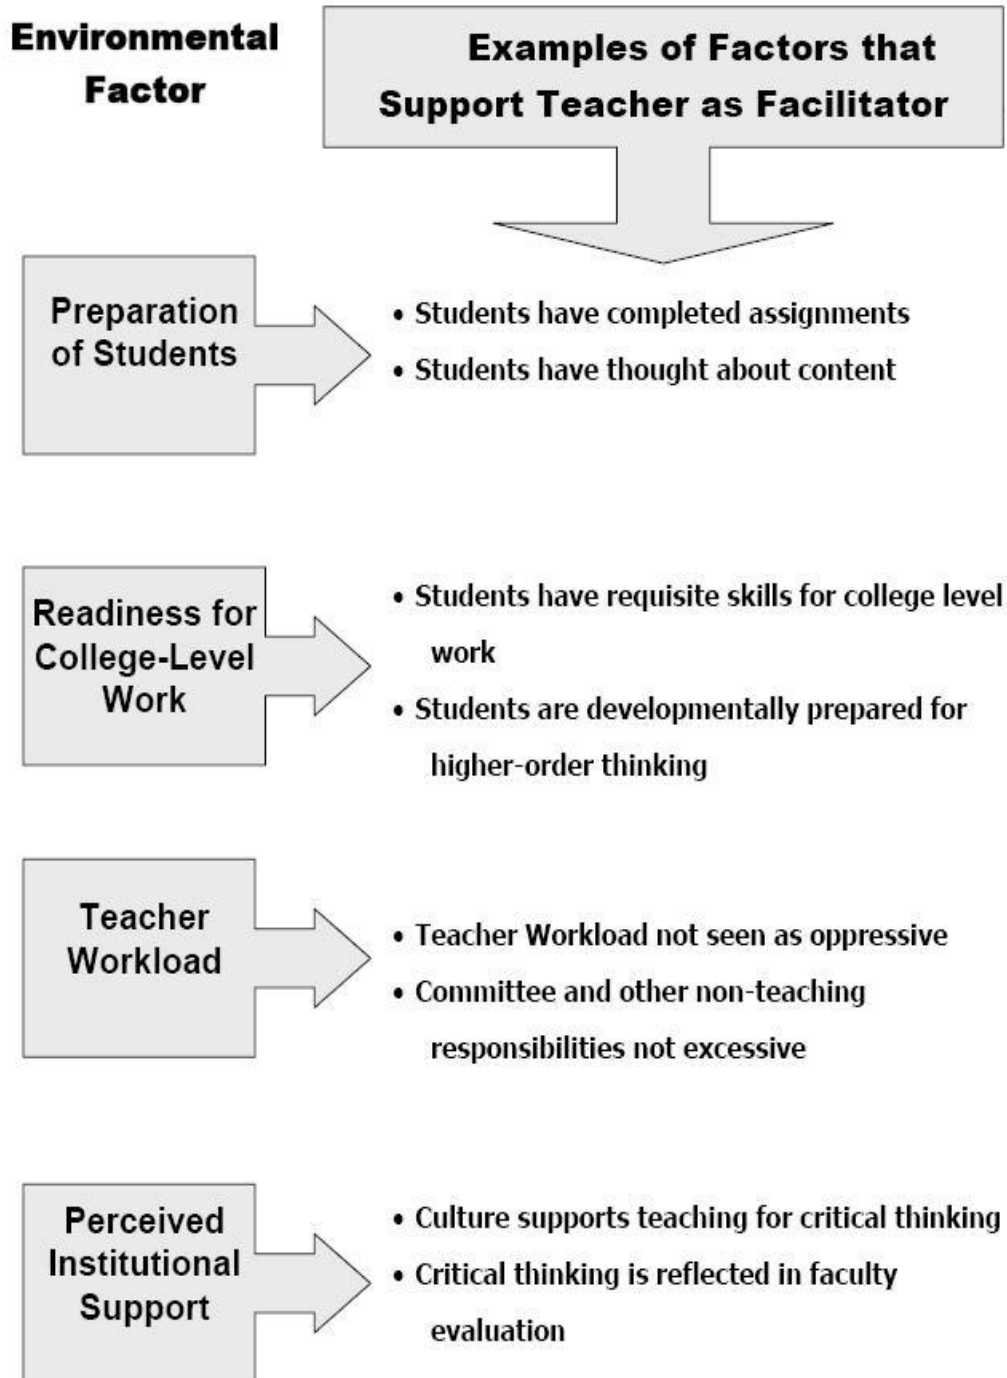 Environmental
Factor
Examples of Factors that
Support Teacher as Facilitator
Preparation
of Students
• Students have completed assignments
• Students have thought about content
Readiness for
College-Level
Work
• Students have requisite skills for college level
work
• Students are developmentally prepared for
higher-order thinking
Teacher
Workload
• Teacher Workload not seen as oppressive
• Committee and other non-teaching
responsibilities not excessive
Perceived
Institutional
Support
• Culture supports teaching for critical thinking
• Critical thinking is reflected in faculty
evaluation